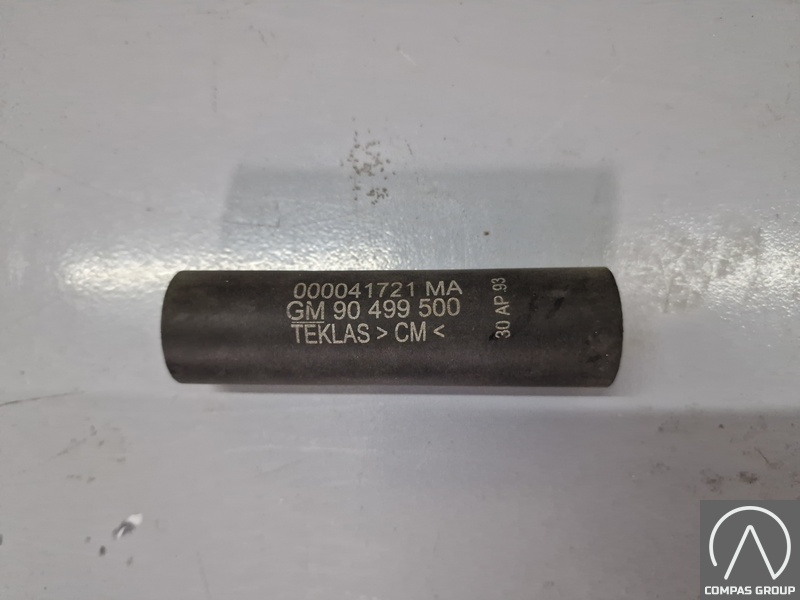 000041721 MA
GM 90 499 500
TEKLAS > CM <
30 AP.93
COMPAS GROUP